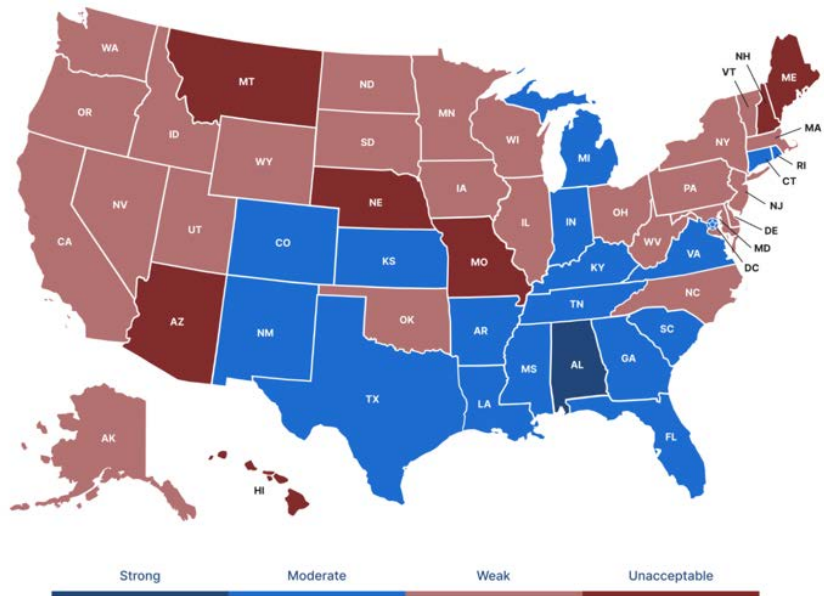 WA
MT
ND
MN
OR
ID
SD
WI
WY
MI
VT
NH
ME
NY
MA
RI
CT
NJ
PA
DE
MD
DC
NV
UT
NE
IA
IL
IN
OH
WV
VA
CA
CO
KS
MO
KY
NC
TN
AZ
NM
OK
AR
SC
MS
AL
GA
TX
LA
FL
AK
HI
Strong Moderate Weak Unacceptable